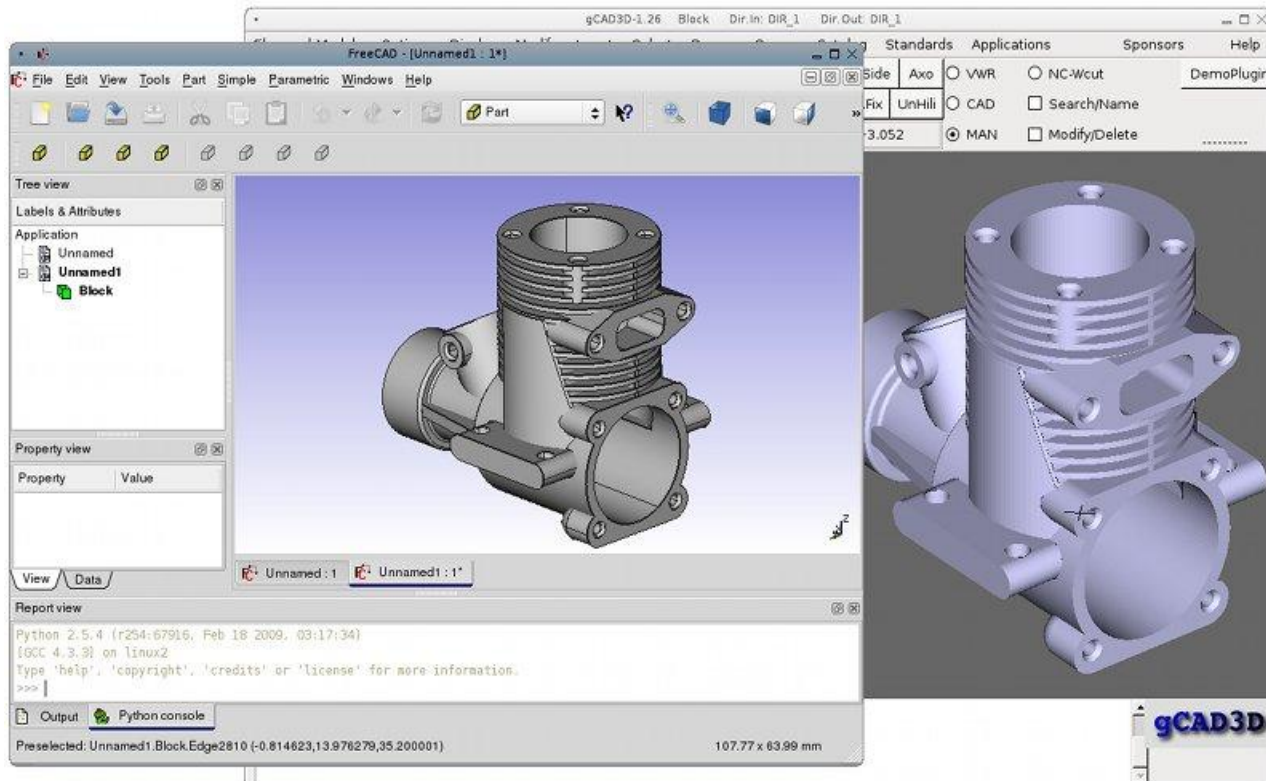 gCAD3D-1.26 Block Dir.In: DIR_1 Dir.Out: DIR_1
Standards Applications Sponsors Help
FreeCAD - [Unnamed1 : 1*]
File Edit View Tools Part Simple Parametric Windows Help
Side Axo VWR NC-Wcut DemoPlugin
Part
Fix UnHili CAD Search/Name
3.052 MAN Modify/Delete
Tree view
Labels & Attributes
Application
Unnamed
Unnamed1
Block
Property view
Property Value
View Data
Unnamed : 1 Unnamed1 : 1*
Report view
Python 2.5.4 (r254:67916, Feb 18 2009, 03:17:34)
[GCC 4.3.3] on linux2
Type 'help', 'copyright', 'credits' or 'license' for more information.
>>>
Output Python console
Preselected: Unnamed1.Block.Edge2810 (-0.814623,13.976279,35.200001) 107.77 x 63.99 mm
z
gCAD3D